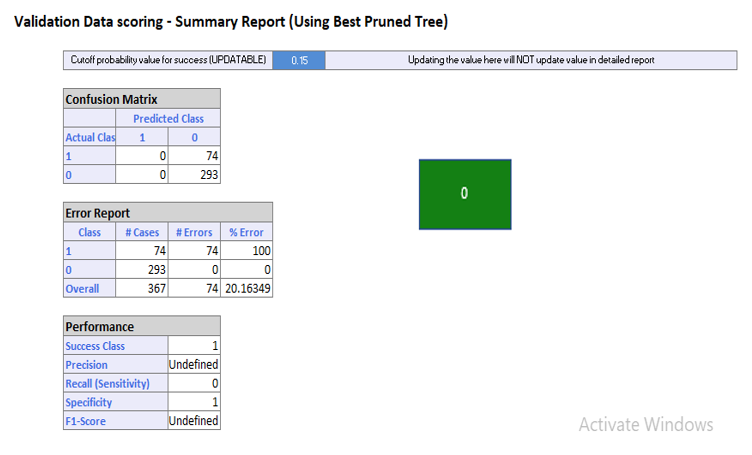 Validation Data scoring - Summary Report (Using Best Pruned Tree)
Cutoff probability value for success (UPDATABLE) 0.15 Updating the value here will NOT update value in detailed report
Confusion Matrix
Predicted Class
Actual Clas 1 0
1 0 74
0 0 293
0
Error Report
Class # Cases # Errors % Error
1 74 74 100
0 293 0 0
Overall 367 74 20.16349
Performance
Success Class 1
Precision Undefined
Recall (Sensitivity) 0
Specificity 1
F1-Score Undefined
Activate Windows